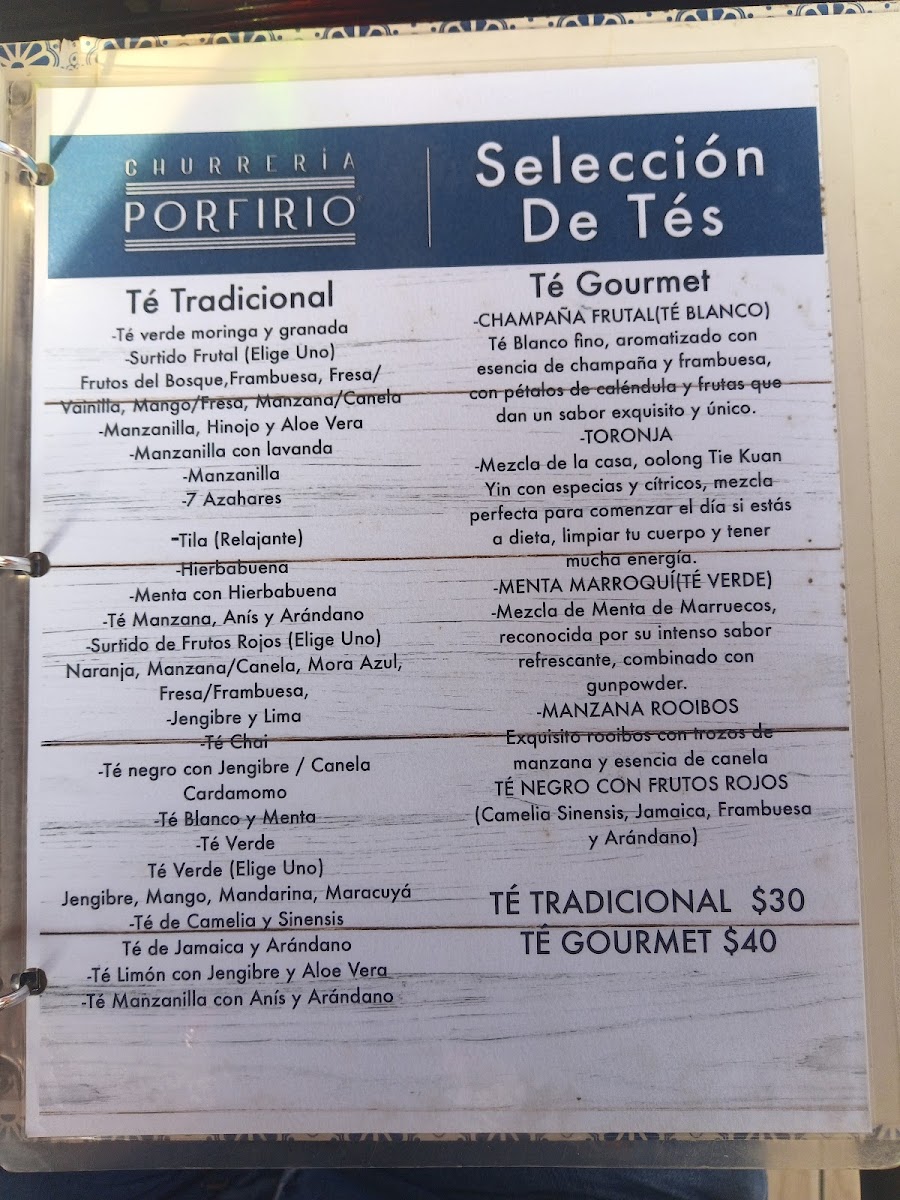 CHURRERÍA
PORFIRIO
Selección
De Tés
Té Tradicional
-Té verde moringa y granada
-Surtido Frutal (Elige Uno)
Frutos del Bosque,Frambuesa, Fresa/
Vainilla, Mango/Fresa, Manzana/Canela
-Manzanilla, Hinojo y Aloe Vera
-Manzanilla con lavanda
-Manzanilla
-7 Azahares
-Tila (Relajante)
-Hierbabuena
-Menta con Hierbabuena
-Té Manzana, Anís y Arándano
-Surtido de Frutos Rojos (Elige Uno)
Naranja, Manzana/Canela, Mora Azul,
Fresa/Frambuesa,
-Jengibre y Lima
-Té Chai
-Té negro con Jengibre / Canela
Cardamomo
-Té Blanco y Menta
-Té Verde
Té Verde (Elige Uno)
Jengibre, Mango, Mandarina, Maracuyá
-Té de Camelia y Sinensis
Té de Jamaica y Arándano
-Té Limón con Jengibre y Aloe Vera
-Té Manzanilla con Anís y Arándano
Té Gourmet
-CHAMPAÑA FRUTAL(TÉ BLANCO)
Té Blanco fino, aromatizado con
esencia de champaña y frambuesa,
con pétalos de caléndula y frutas que
dan un sabor exquisito y único.
-TORONJA
-Mezcla de la casa, oolong Tie Kuan
Yin con especias y cítricos, mezcla
perfecta para comenzar el día si estás
a dieta, limpiar tu cuerpo y tener
mucha energía.
-MENTA MARROQUÍ(TÉ VERDE)
-Mezcla de Menta de Marruecos,
reconocida por su intenso sabor
refrescante, combinado con
gunpowder.
-MANZANA ROOIBOS
Exquisito rooibos con trozos de
manzana y esencia de canela
TÉ NEGRO CON FRUTOS ROJOS
(Camelia Sinensis, Jamaica, Frambuesa
y Arándano)
TÉ TRADICIONAL $30
TÉ GOURMET $40